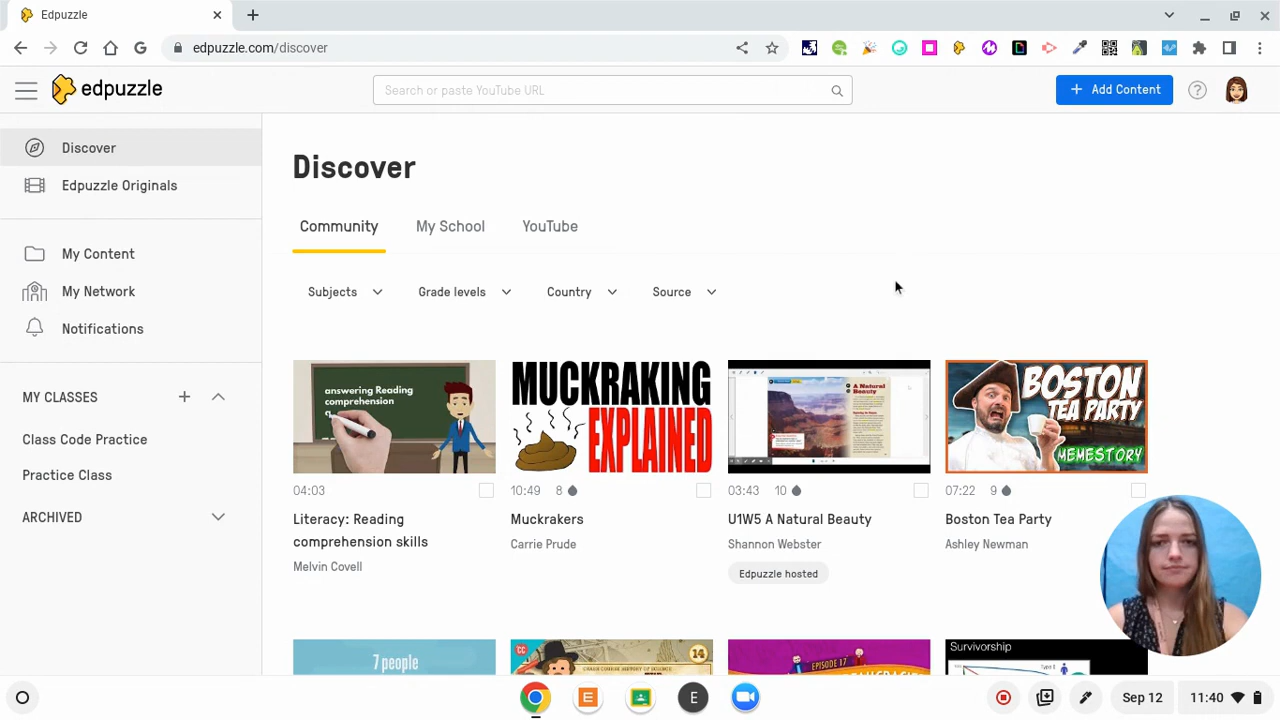 Edpuzzle
edpuzzle.com/discover
edpuzzle
Search or paste YouTube URL
+ Add Content
?
Discover
Edpuzzle Originals
My Content
My Network
Notifications
MY CLASSES +
Class Code Practice
Practice Class
ARCHIVED
Discover
Community My School YouTube
Subjects Grade levels Country Source
answering Reading
comprehension
q
04:03
Literacy: Reading
comprehension skills
Melvin Covell
MUCKRAKING
EXPLAINED
10:49 8
Muckrakers
Carrie Prude
A Natural
Beauty
03:43 10
U1W5 A Natural Beauty
Shannon Webster
Edpuzzle hosted
BOSTON
TEA PARTY
MEMESTORY
07:22 9
Boston Tea Party
Ashley Newman
7 people
CC
14
EPISODE 17
Survivorship
E
E
Sep 12
11:40